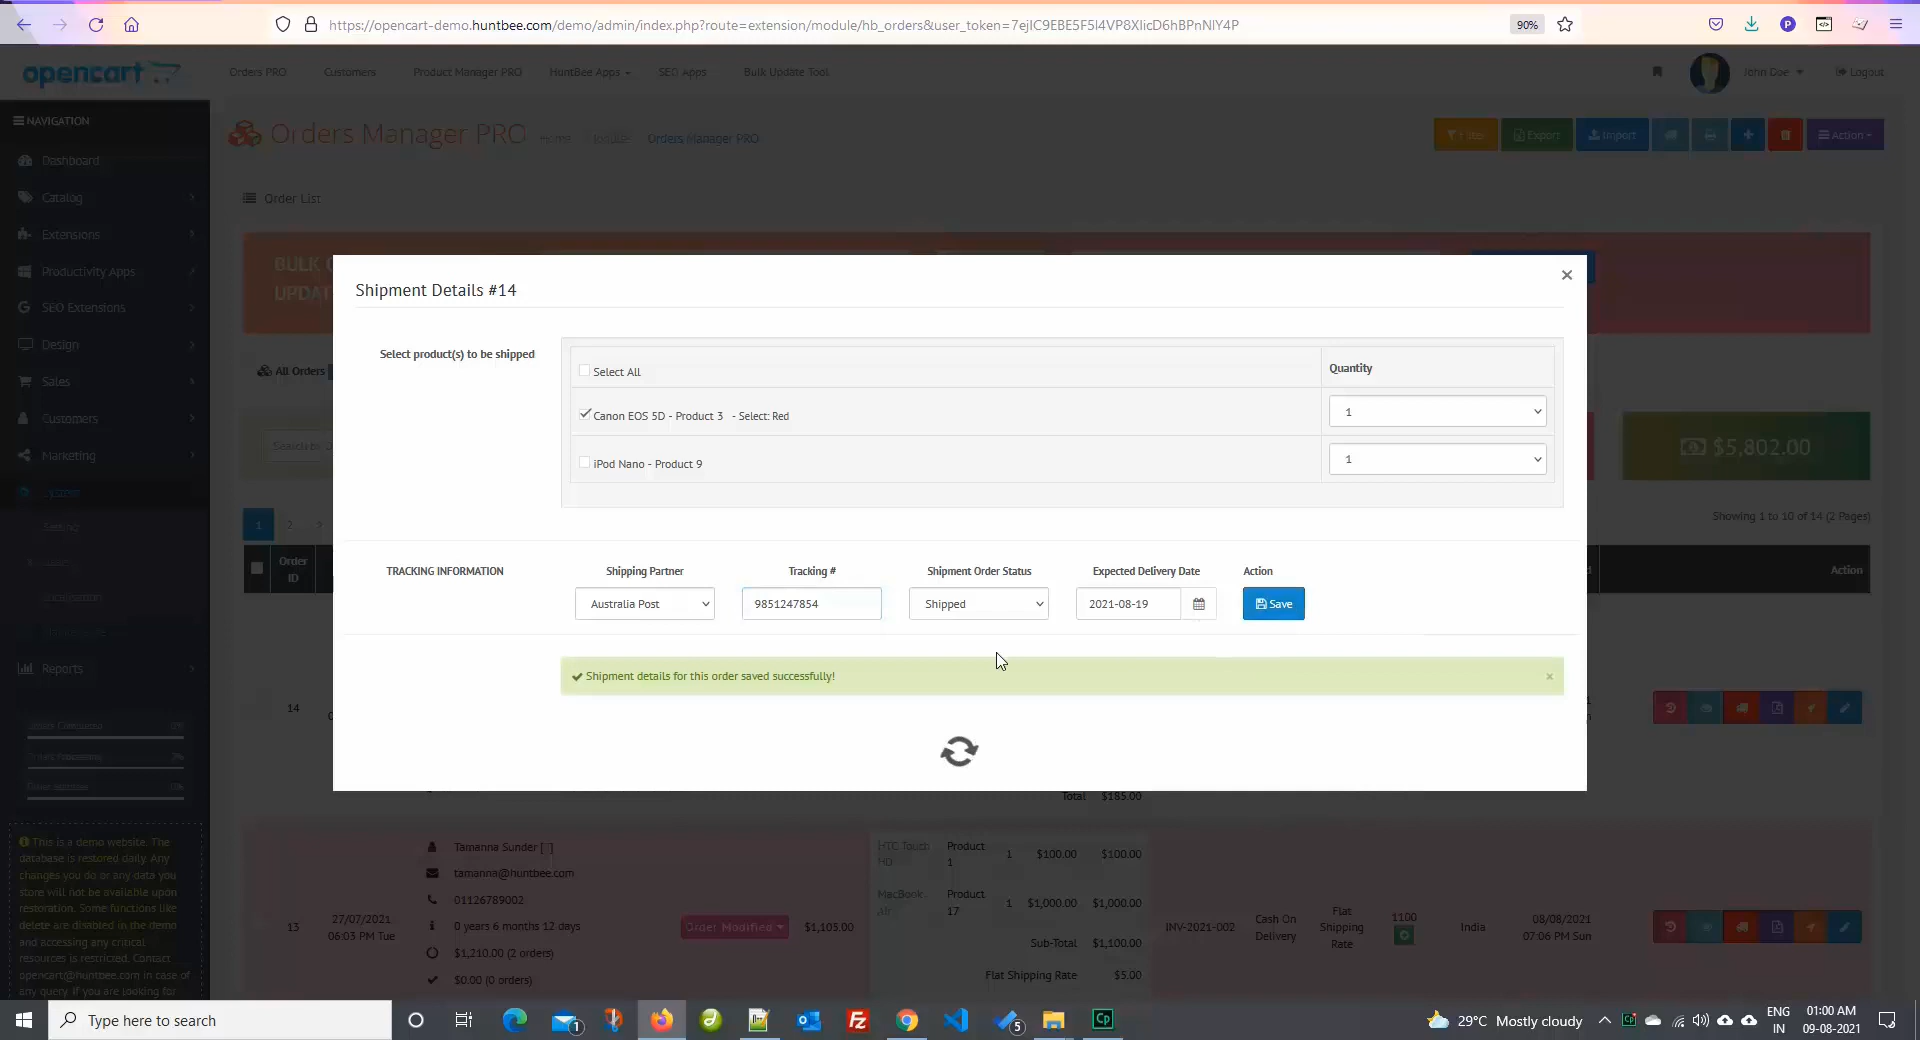 https://opencart-demo.huntbee.com/demo/admin/index.php?route=extension/module/hb_orders&user_token=7ejIC9EBE5F5I4VP8XIicD6hBPnNIY4P
90%
opencart
Orders PRO Customers Product Manager PRO HuntBee Apps SEO Apps Bulk Update Tool
John Doe Logout
NAVIGATION
Dashboard
Catalog
Extensions
Productivity Apps
SEO Extensions
Design
Sales
Customers
Marketing
System
Setting
Localisation
Reports
Orders Manager PRO Home Orders Manager PRO
Filter Export Import Action
Order List
BULK
UPDAT
All Orders
Search
$5,802.00
1 2 >
Showing 1 to 10 of 14 (2 Pages)
Order
ID
Action
Shipment Details #14
×
Select product(s) to be shipped
Select All Quantity
Canon EOS 5D - Product 3 - Select: Red 1
iPod Nano - Product 9 1
TRACKING INFORMATION
Shipping Partner Tracking # Shipment Order Status Expected Delivery Date Action
Australia Post 9851247854 Shipped 2021-08-19 Save
Shipment details for this order saved successfully! ×
14
Total $185.00
13
27/07/2021
06:03 PM Tue
Tamanna Sunder
tamanna@huntbee.com
01126789002
0 years 6 months 12 days
$1,210.00 (2 orders)
$0.00 (0 orders)
Order Modified
$1,105.00
HTC Touch
HD
Product
1
1 $100.00 $100.00
MacBook
Air
Product
17
1 $1,000.00 $1,000.00
Sub-Total $1,100.00
Flat Shipping Rate $5.00
INV-2021-002
Cash On
Delivery
Flat
Shipping
Rate
1100
India
08/08/2021
07:06 PM Sun
This is a demo website. The
database is restored daily. Any
changes you do or any data you
store will not be available upon
restoration. Some functions like
delete are disabled in the demo
and accessing any critical
resources is restricted. Contact
opencart@huntbee.com in case of
any query. If you are looking for
Type here to search
1
5
29°C Mostly cloudy
ENG
IN
01:00 AM
09-08-2021